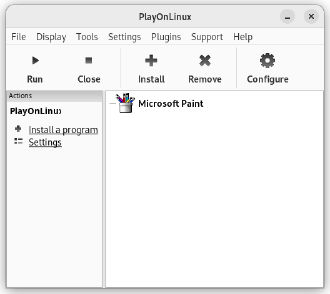 PlayOnLinux
File Display Tools Settings Plugins Support Help
Run Close Install Remove Configure
Actions
PlayOnLinux
Install a program
Settings
Microsoft Paint